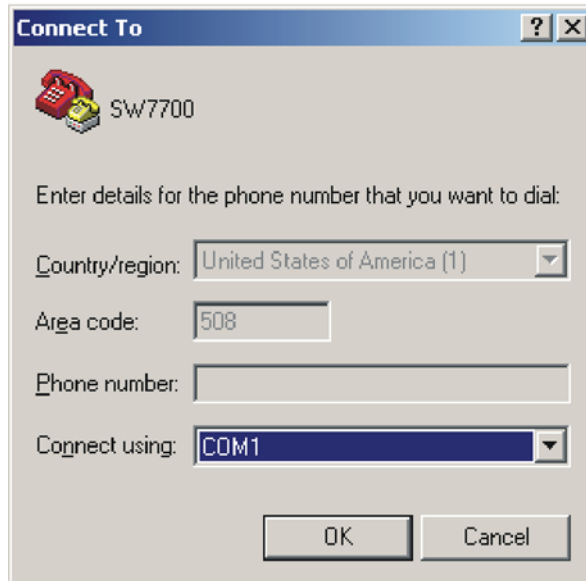 Connect To
SW7700
Enter details for the phone number that you want to dial:
Country/region: United States of America (1)
Area code: 508
Phone number:
Connect using: COM1
OK Cancel